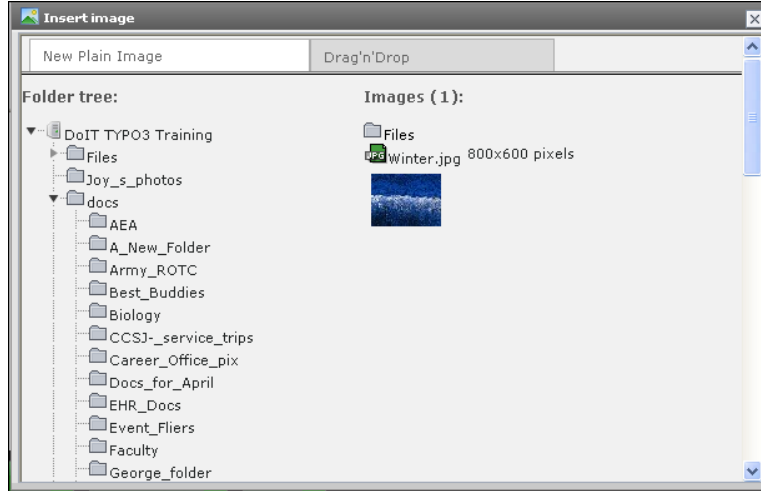 Insert image
New Plain Image
Drag'n'Drop
Folder tree:
DoIT TYPO3 Training
Files
Joy_s_photos
docs
AEA
A_New_Folder
Army_ROTC
Best_Buddies
Biology
CCSJ-_service_trips
Career_Office_pix
Docs_for_April
EHR_Docs
Event_Fliers
Faculty
George_folder
Images (1):
Files
JPG Winter.jpg 800x600 pixels